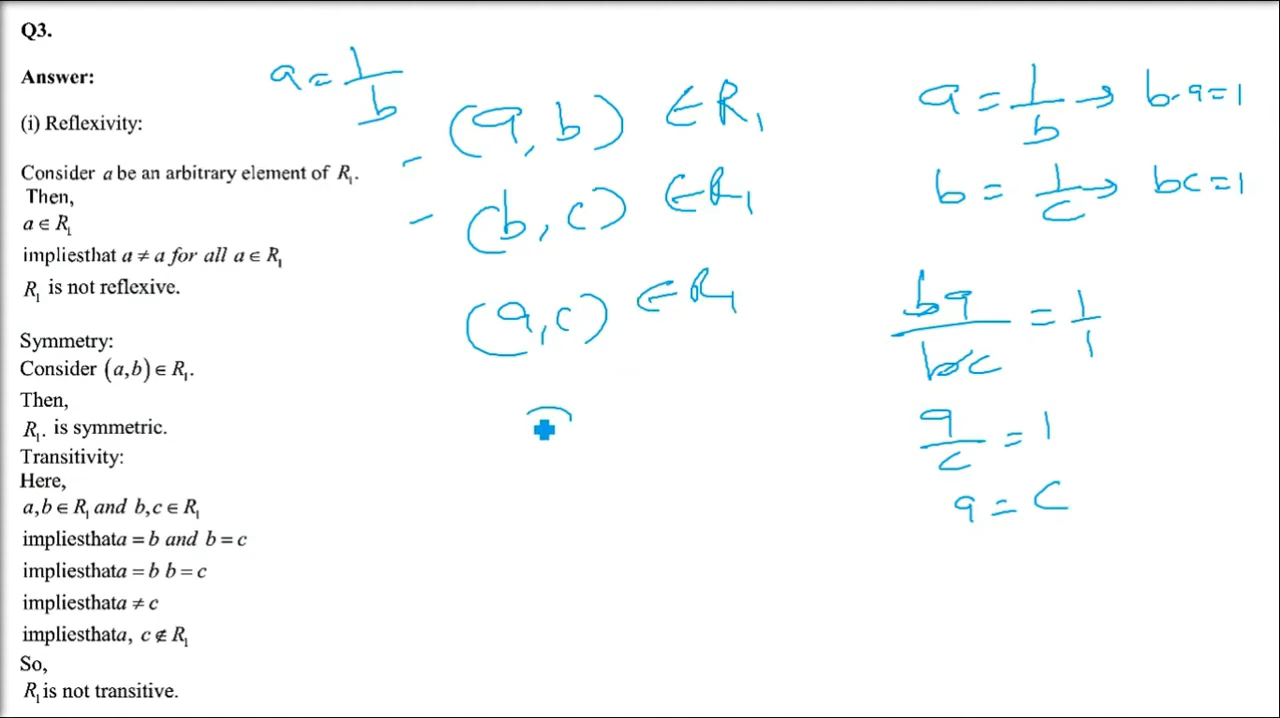 Q3.
Answer:
(i) Reflexivity:
Consider a be an arbitrary element of R₁.
Then,
a ∈ R₁
impliesthat a ≠ a for all a ∈ R₁
R₁ is not reflexive.
Symmetry:
Consider (a,b) ∈ R₁.
Then,
R₁. is symmetric.
Transitivity:
Here,
a,b ∈ R₁ and b,c ∈ R₁
impliesthata = b and b = c
impliesthata = b b = c
impliesthata ≠ c
impliesthata, c ∉ R₁
So,
R₁ is not transitive.
a = 1/b
(a, b) ∈ R₁
- (b, c) ∈ R₁
(a, c) ∈ R₁
a = 1/b → b·a = 1
b = 1/c → bc = 1
ba/bc = 1/1
a/c = 1
a = c